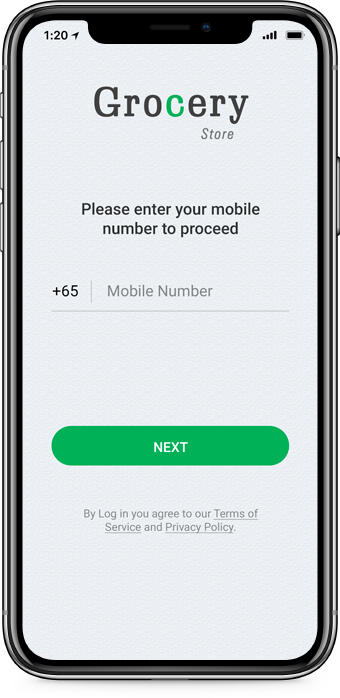 1:20
Grocery
Store
Please enter your mobile
number to proceed
+65 Mobile Number
NEXT
By Log in you agree to our Terms of
Service and Privacy Policy.